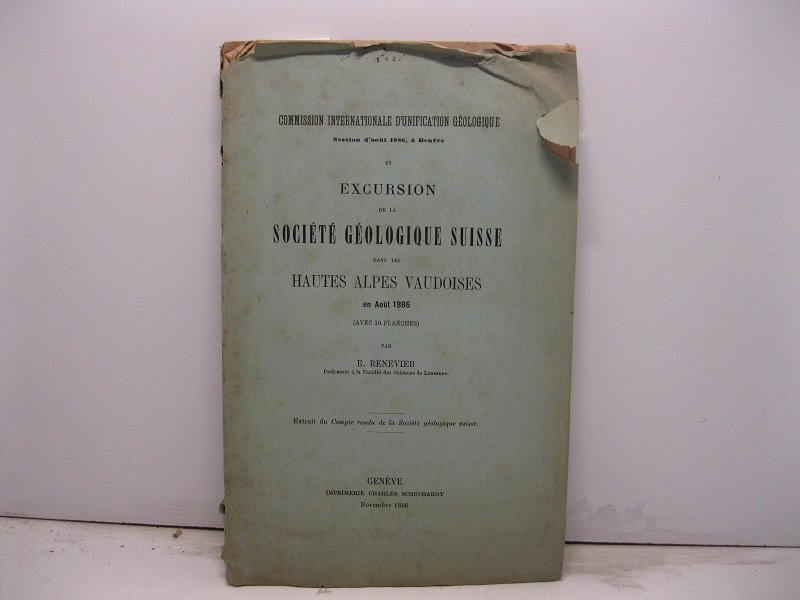 COMMISSION INTERNATIONALE D'UNIFICATION GÉOLOGIQUE
Session d'août 1886, à Genève
ET
EXCURSION
DE LA
SOCIÉTÉ GÉOLOGIQUE SUISSE
DANS LES
HAUTES ALPES VAUDOISES
en Août 1886
(AVEC 10 PLANCHES)
PAR
E. RENEVIER
Professeur à la Faculté des Sciences de Lausanne.
Extrait du Compte rendu de la Société géologique suisse.
GENÈVE
IMPRIMERIE CHARLES SCHUCHARDT
Novembre 1886